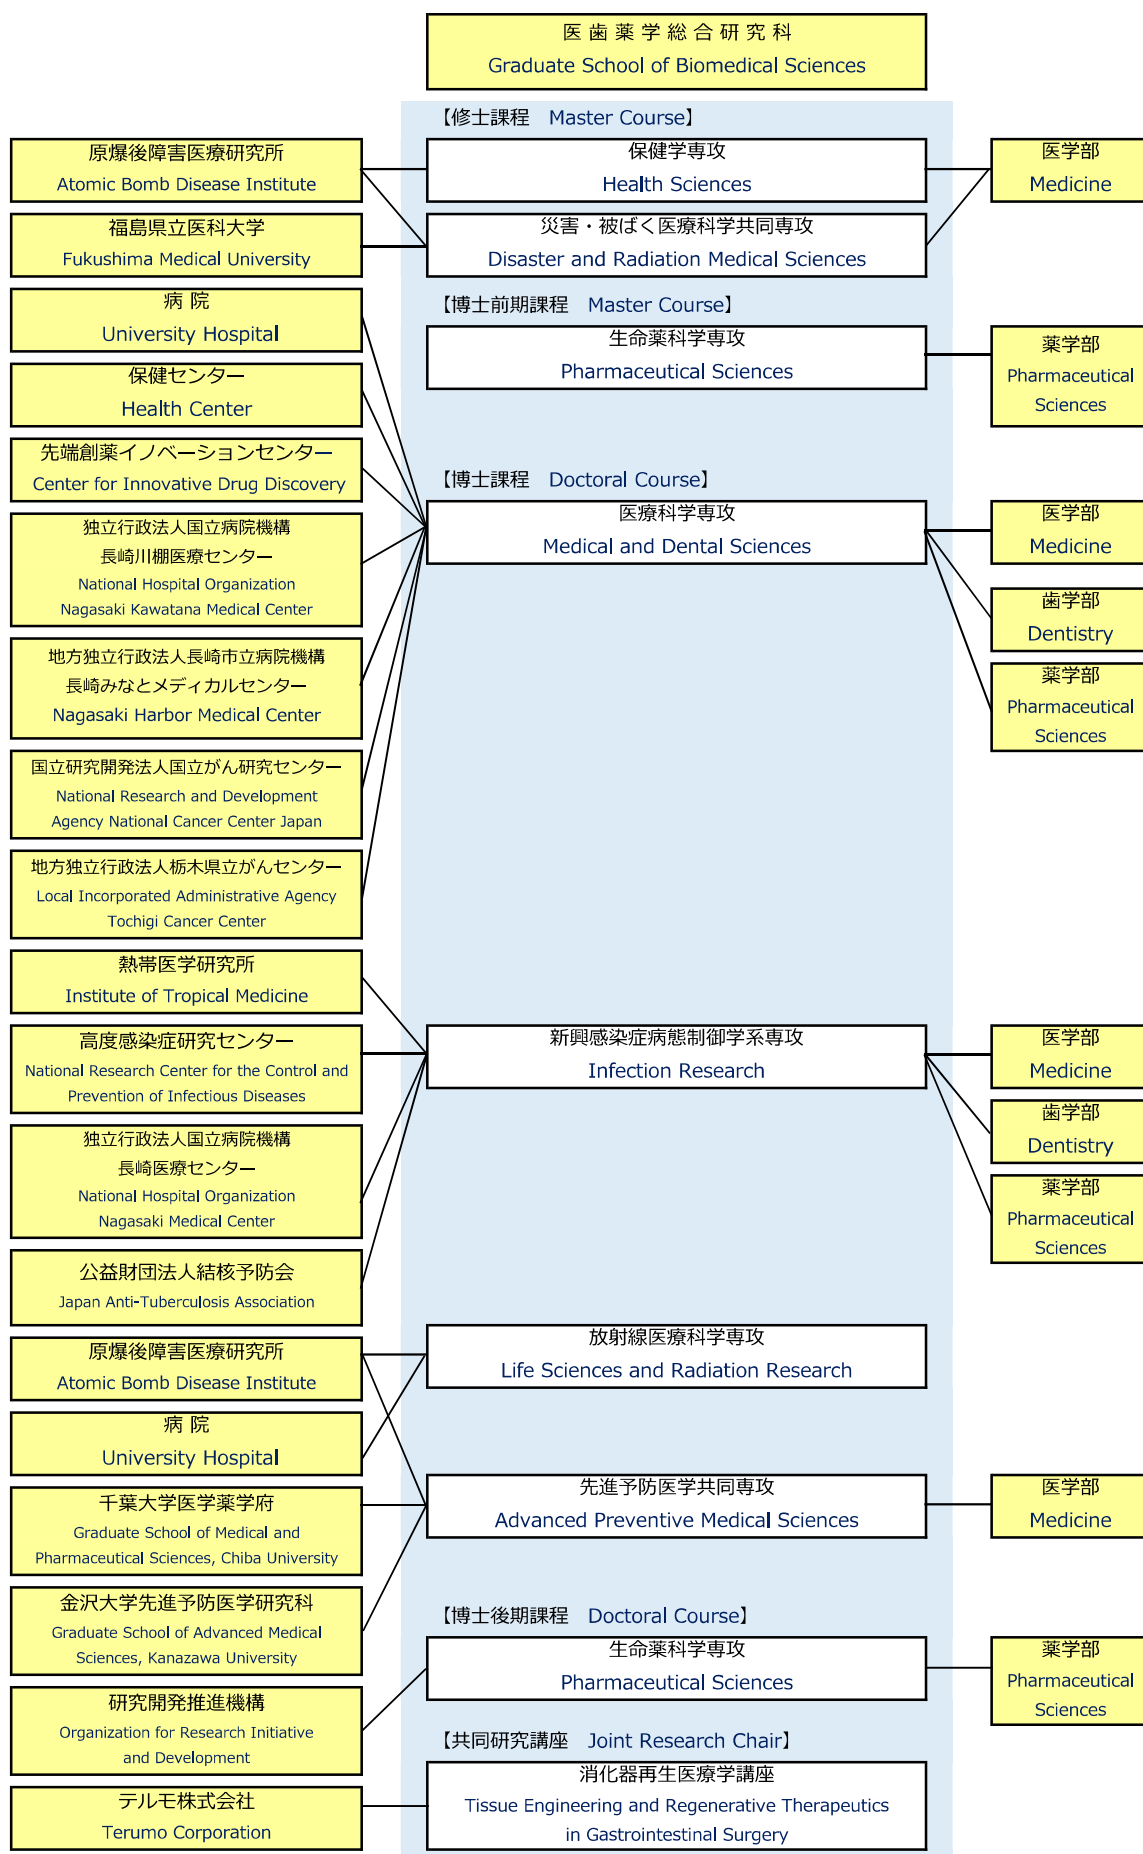 医歯薬学総合研究科
Graduate School of Biomedical Sciences
【修士課程　Master Course】
原爆後障害医療研究所
Atomic Bomb Disease Institute
保健学専攻
Health Sciences
医学部
Medicine
福島県立医科大学
Fukushima Medical University
災害・被ばく医療科学共同専攻
Disaster and Radiation Medical Sciences
病 院
University Hospital
【博士前期課程　Master Course】
生命薬科学専攻
Pharmaceutical Sciences
薬学部
Pharmaceutical
Sciences
保健センター
Health Center
先端創薬イノベーションセンター
Center for Innovative Drug Discovery
【博士課程　Doctoral Course】
医療科学専攻
Medical and Dental Sciences
医学部
Medicine
歯学部
Dentistry
薬学部
Pharmaceutical
Sciences
独立行政法人国立病院機構
長崎川棚医療センター
National Hospital Organization
Nagasaki Kawatana Medical Center
地方独立行政法人長崎市立病院機構
長崎みなとメディカルセンター
Nagasaki Harbor Medical Center
国立研究開発法人国立がん研究センター
National Research and Development
Agency National Cancer Center Japan
地方独立行政法人栃木県立がんセンター
Local Incorporated Administrative Agency
Tochigi Cancer Center
熱帯医学研究所
Institute of Tropical Medicine
高度感染症研究センター
National Research Center for the Control and
Prevention of Infectious Diseases
新興感染症病態制御学系専攻
Infection Research
医学部
Medicine
歯学部
Dentistry
薬学部
Pharmaceutical
Sciences
独立行政法人国立病院機構
長崎医療センター
National Hospital Organization
Nagasaki Medical Center
公益財団法人結核予防会
Japan Anti-Tuberculosis Association
原爆後障害医療研究所
Atomic Bomb Disease Institute
放射線医療科学専攻
Life Sciences and Radiation Research
病 院
University Hospital
千葉大学医学薬学府
Graduate School of Medical and
Pharmaceutical Sciences, Chiba University
先進予防医学共同専攻
Advanced Preventive Medical Sciences
医学部
Medicine
金沢大学先進予防医学研究科
Graduate School of Advanced Medical
Sciences, Kanazawa University
【博士後期課程　Doctoral Course】
生命薬科学専攻
Pharmaceutical Sciences
薬学部
Pharmaceutical
Sciences
研究開発推進機構
Organization for Research Initiative
and Development
【共同研究講座　Joint Research Chair】
テルモ株式会社
Terumo Corporation
消化器再生医療学講座
Tissue Engineering and Regenerative Therapeutics
in Gastrointestinal Surgery